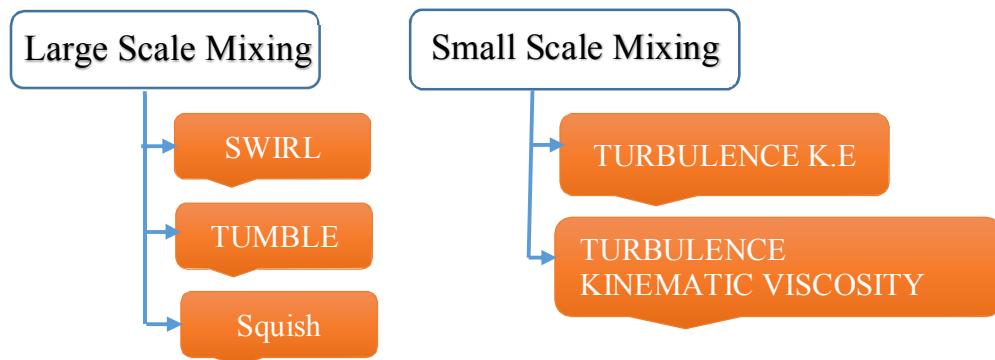 Large Scale Mixing
SWIRL
TUMBLE
Squish
Small Scale Mixing
TURBULENCE K.E
TURBULENCE
KINEMATIC VISCOSITY